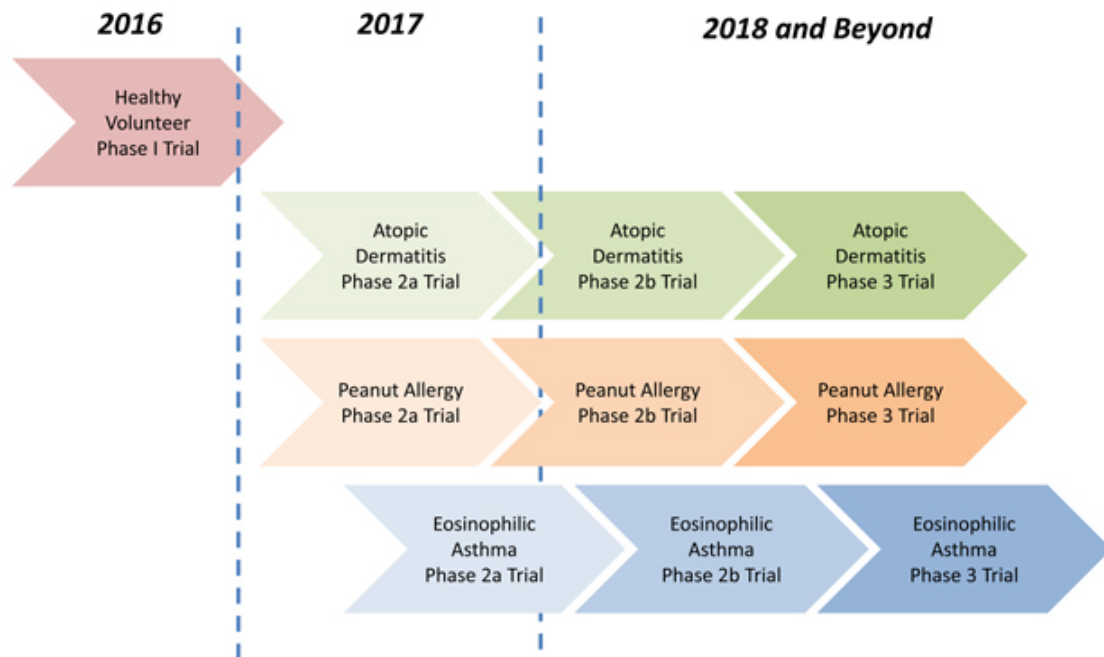 2016
2017
2018 and Beyond
Healthy
Volunteer
Phase I Trial
Atopic
Dermatitis
Phase 2a Trial
Atopic
Dermatitis
Phase 2b Trial
Atopic
Dermatitis
Phase 3 Trial
Peanut Allergy
Phase 2a Trial
Peanut Allergy
Phase 2b Trial
Peanut Allergy
Phase 3 Trial
Eosinophilic
Asthma
Phase 2a Trial
Eosinophilic
Asthma
Phase 2b Trial
Eosinophilic
Asthma
Phase 3 Trial